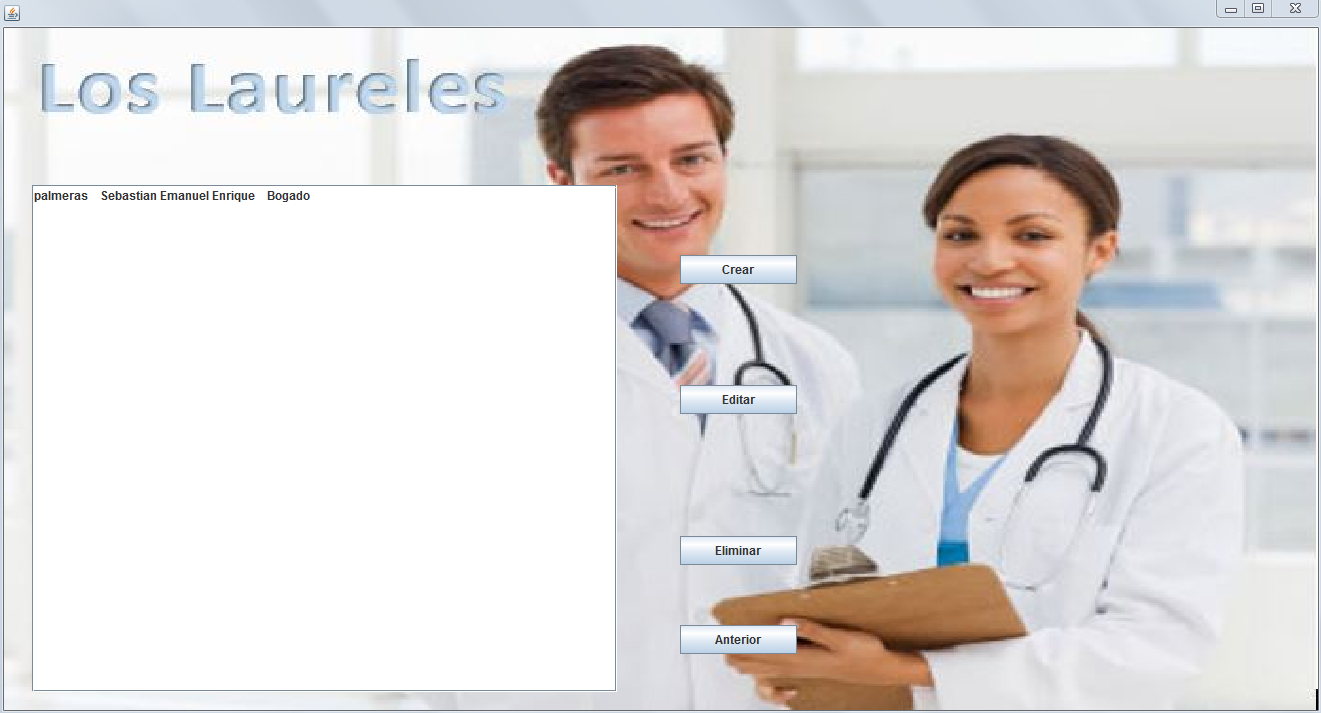 Los Laureles
palmeras Sebastian Emanuel Enrique Bogado
Crear
Editar
Eliminar
Anterior